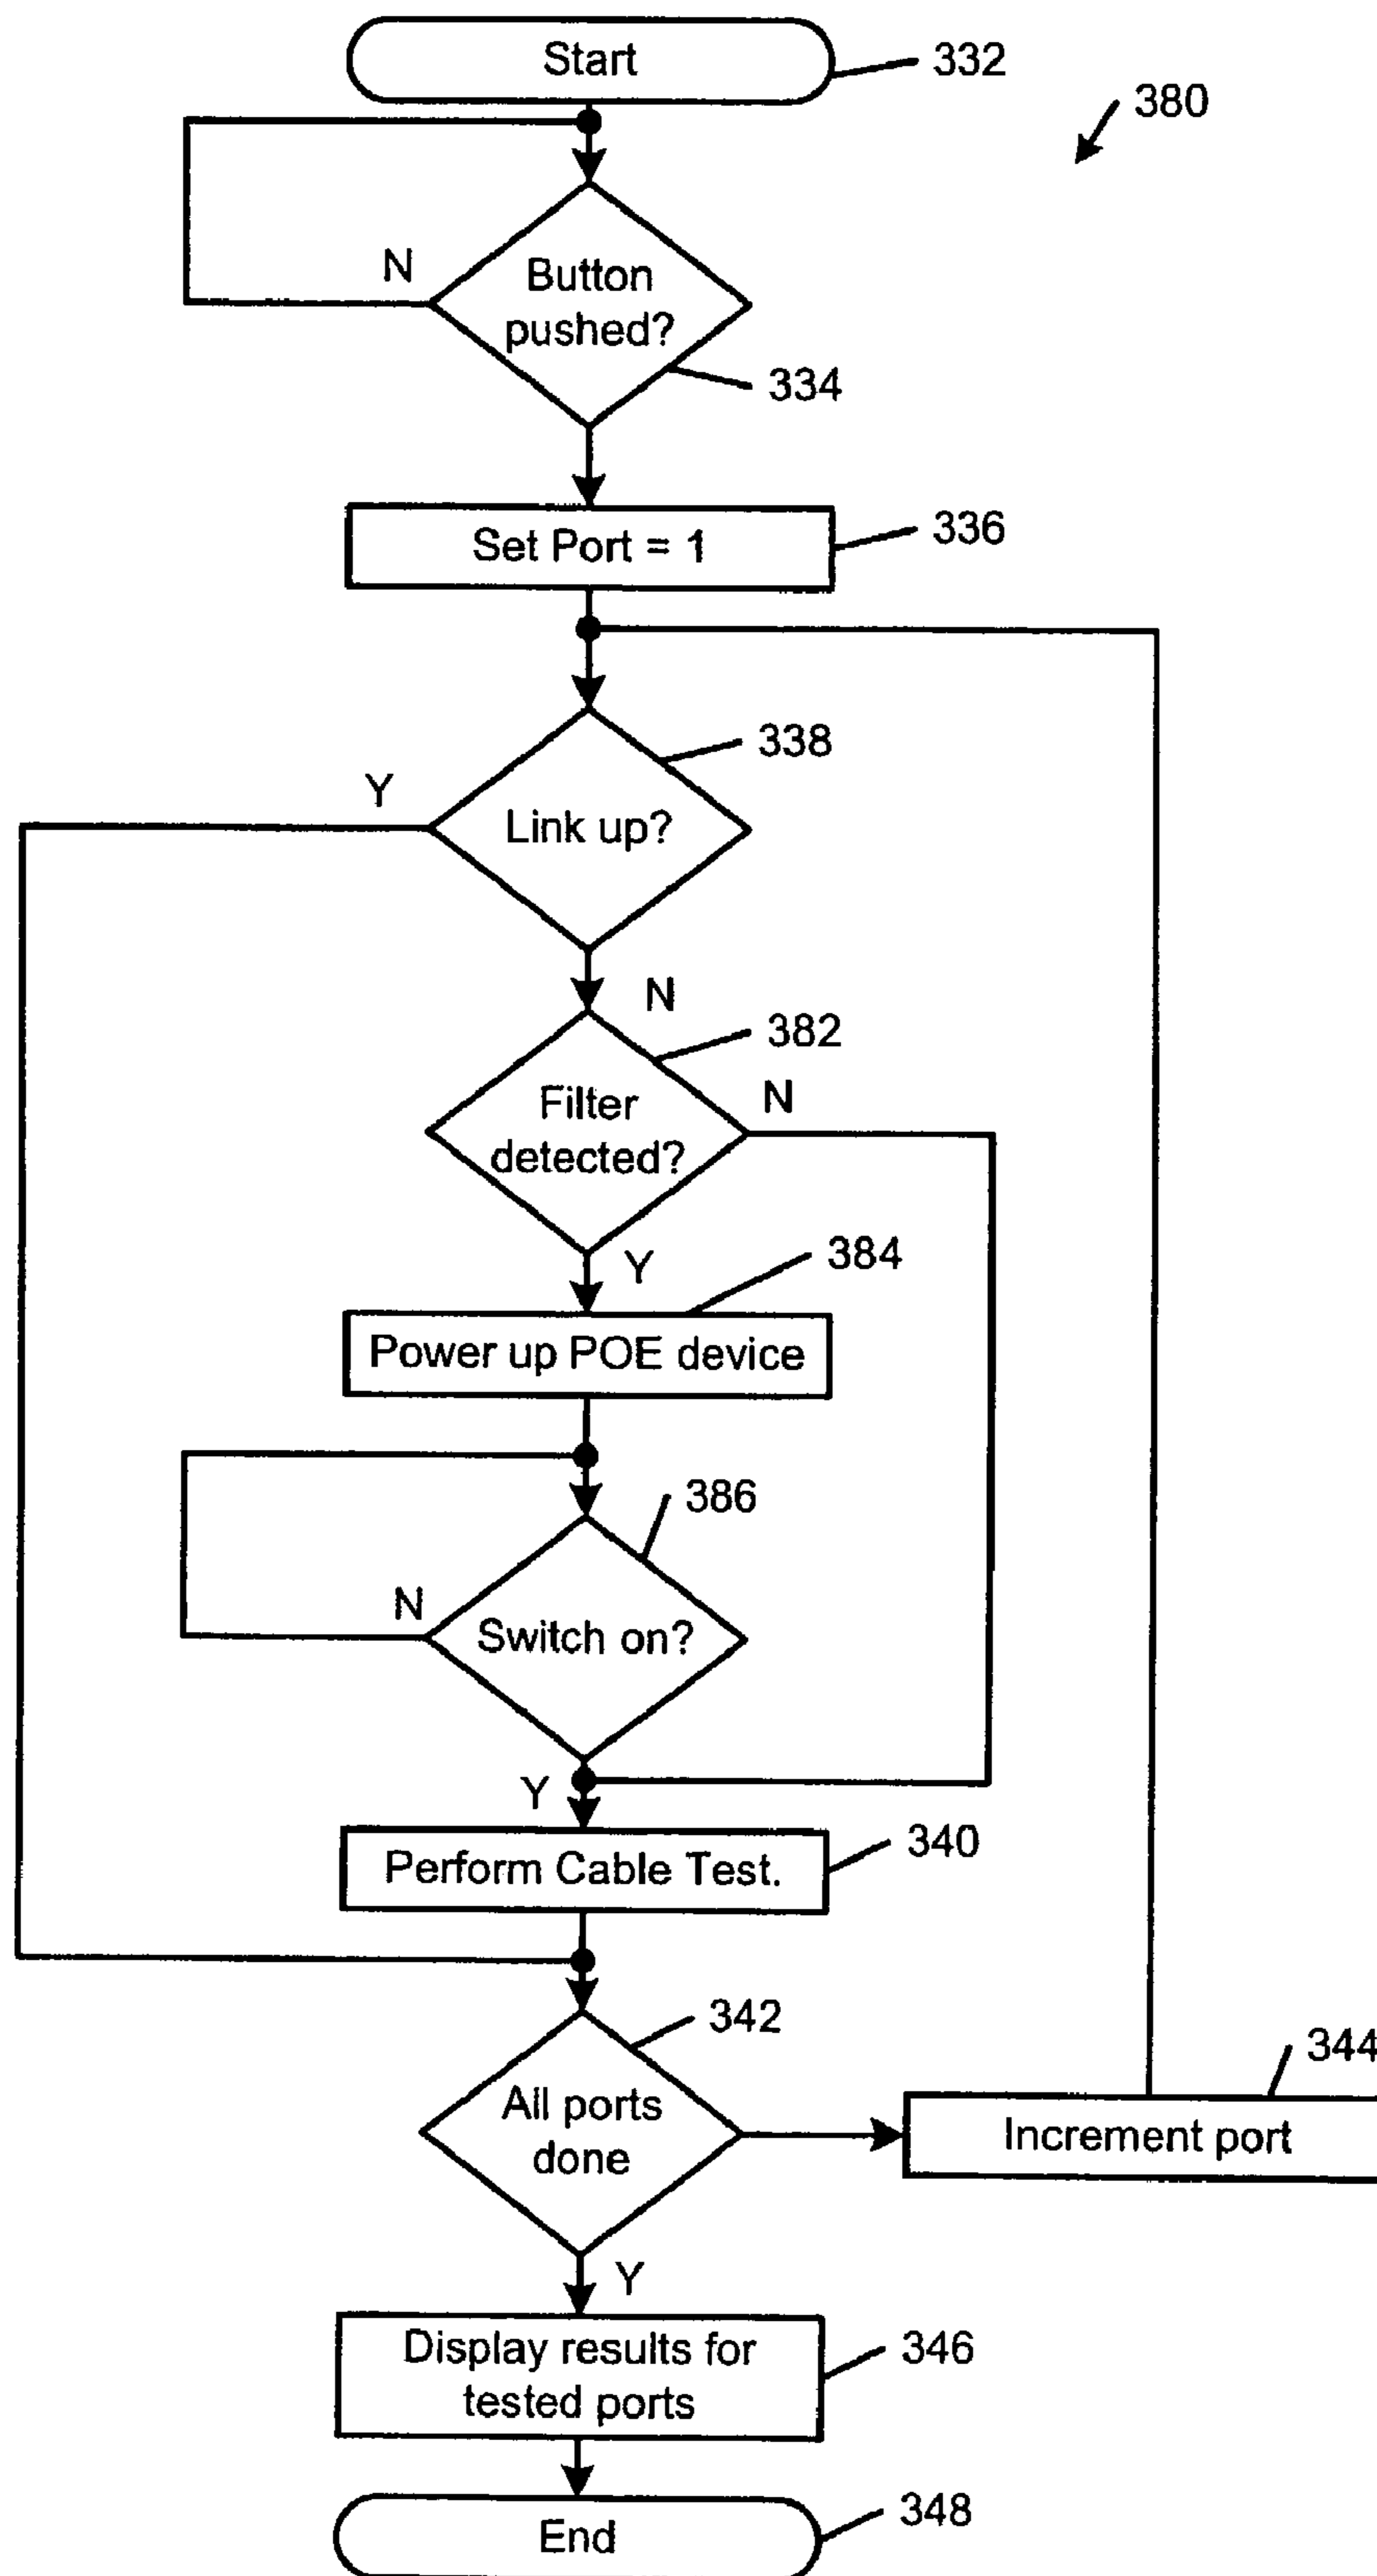 Start
332
380
N
Button
pushed?
334
Set Port = 1
336
338
Y
Link up?
N
382
Filter
detected?
N
Y
384
Power up POE device
386
N
Switch on?
Y
340
Perform Cable Test.
342
All ports
done
344
Increment port
Y
Display results for
tested ports
346
End
348